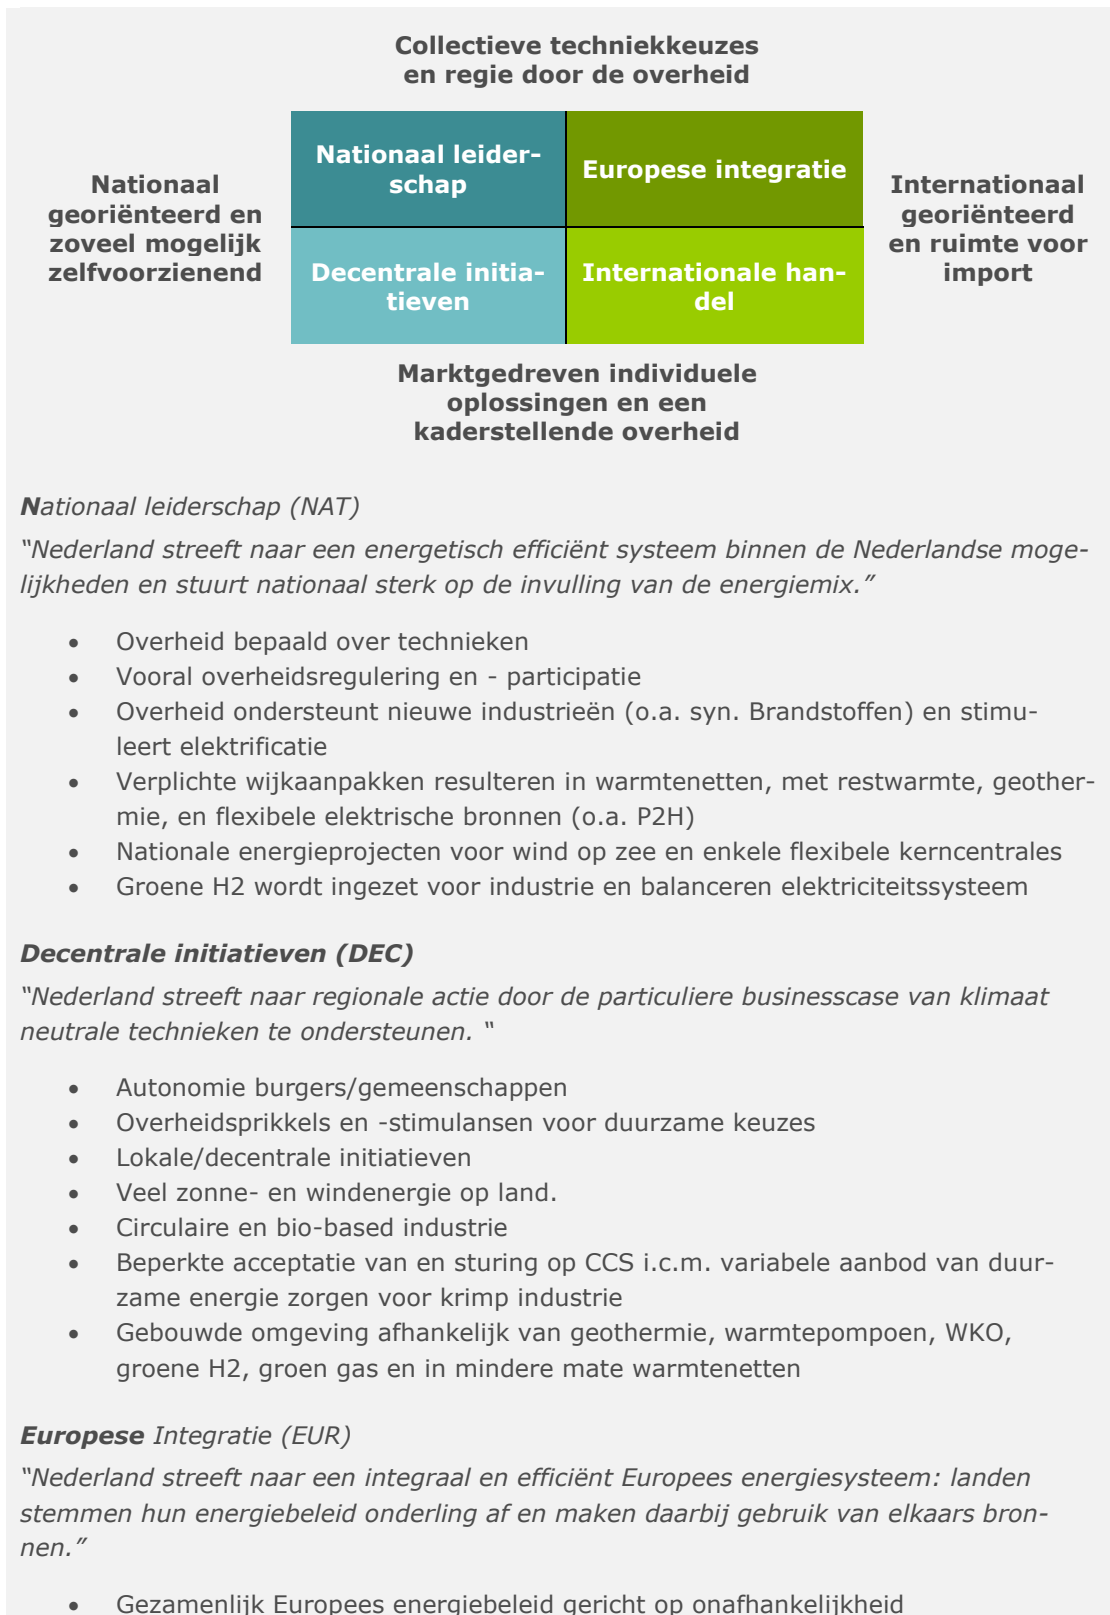 Collectieve techniekkeuzes
en regie door de overheid
Nationaal
georiënteerd en
zoveel mogelijk
zelfvoorzienend
Nationaal leider-
schap
Europese integratie
Decentrale initia-
tieven
Internationale han-
del
Internationaal
georiënteerd
en ruimte voor
import
Marktgedreven individuele
oplossingen en een
kaderstellende overheid
Nationaal leiderschap (NAT)
“Nederland streeft naar een energetisch efficiënt systeem binnen de Nederlandse moge-
lijkheden en stuurt nationaal sterk op de invulling van de energiemix.”
• Overheid bepaald over technieken
• Vooral overheidsregulering en - participatie
• Overheid ondersteunt nieuwe industrieën (o.a. syn. Brandstoffen) en stimu-
leert elektrificatie
• Verplichte wijkaanpakken resulteren in warmtenetten, met restwarmte, geother-
mie, en flexibele elektrische bronnen (o.a. P2H)
• Nationale energieprojecten voor wind op zee en enkele flexibele kerncentrales
• Groene H2 wordt ingezet voor industrie en balanceren elektriciteitssysteem
Decentrale initiatieven (DEC)
“Nederland streeft naar regionale actie door de particuliere businesscase van klimaat
neutrale technieken te ondersteunen. “
• Autonomie burgers/gemeenschappen
• Overheidsprikkels en -stimulansen voor duurzame keuzes
• Lokale/decentrale initiatieven
• Veel zonne- en windenergie op land.
• Circulaire en bio-based industrie
• Beperkte acceptatie van en sturing op CCS i.c.m. variabele aanbod van duur-
zame energie zorgen voor krimp industrie
• Gebouwde omgeving afhankelijk van geothermie, warmtepompoen, WKO,
groene H2, groen gas en in mindere mate warmtenetten
Europese Integratie (EUR)
“Nederland streeft naar een integraal en efficiënt Europees energiesysteem: landen
stemmen hun energiebeleid onderling af en maken daarbij gebruik van elkaars bron-
nen.”
• Gezamenlijk Europees energiebeleid gericht op onafhankelijkheid